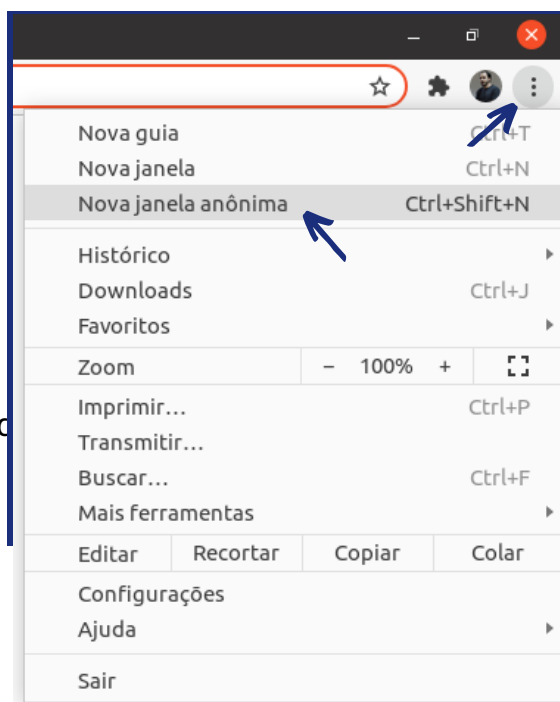 Nova guia Ctrl+T
Nova janela Ctrl+N
Nova janela anônima Ctrl+Shift+N
Histórico
Downloads Ctrl+J
Favoritos
Zoom − 100% +
Imprimir... Ctrl+P
Transmitir...
Buscar... Ctrl+F
Mais ferramentas
Editar Recortar Copiar Colar
Configurações
Ajuda
Sair